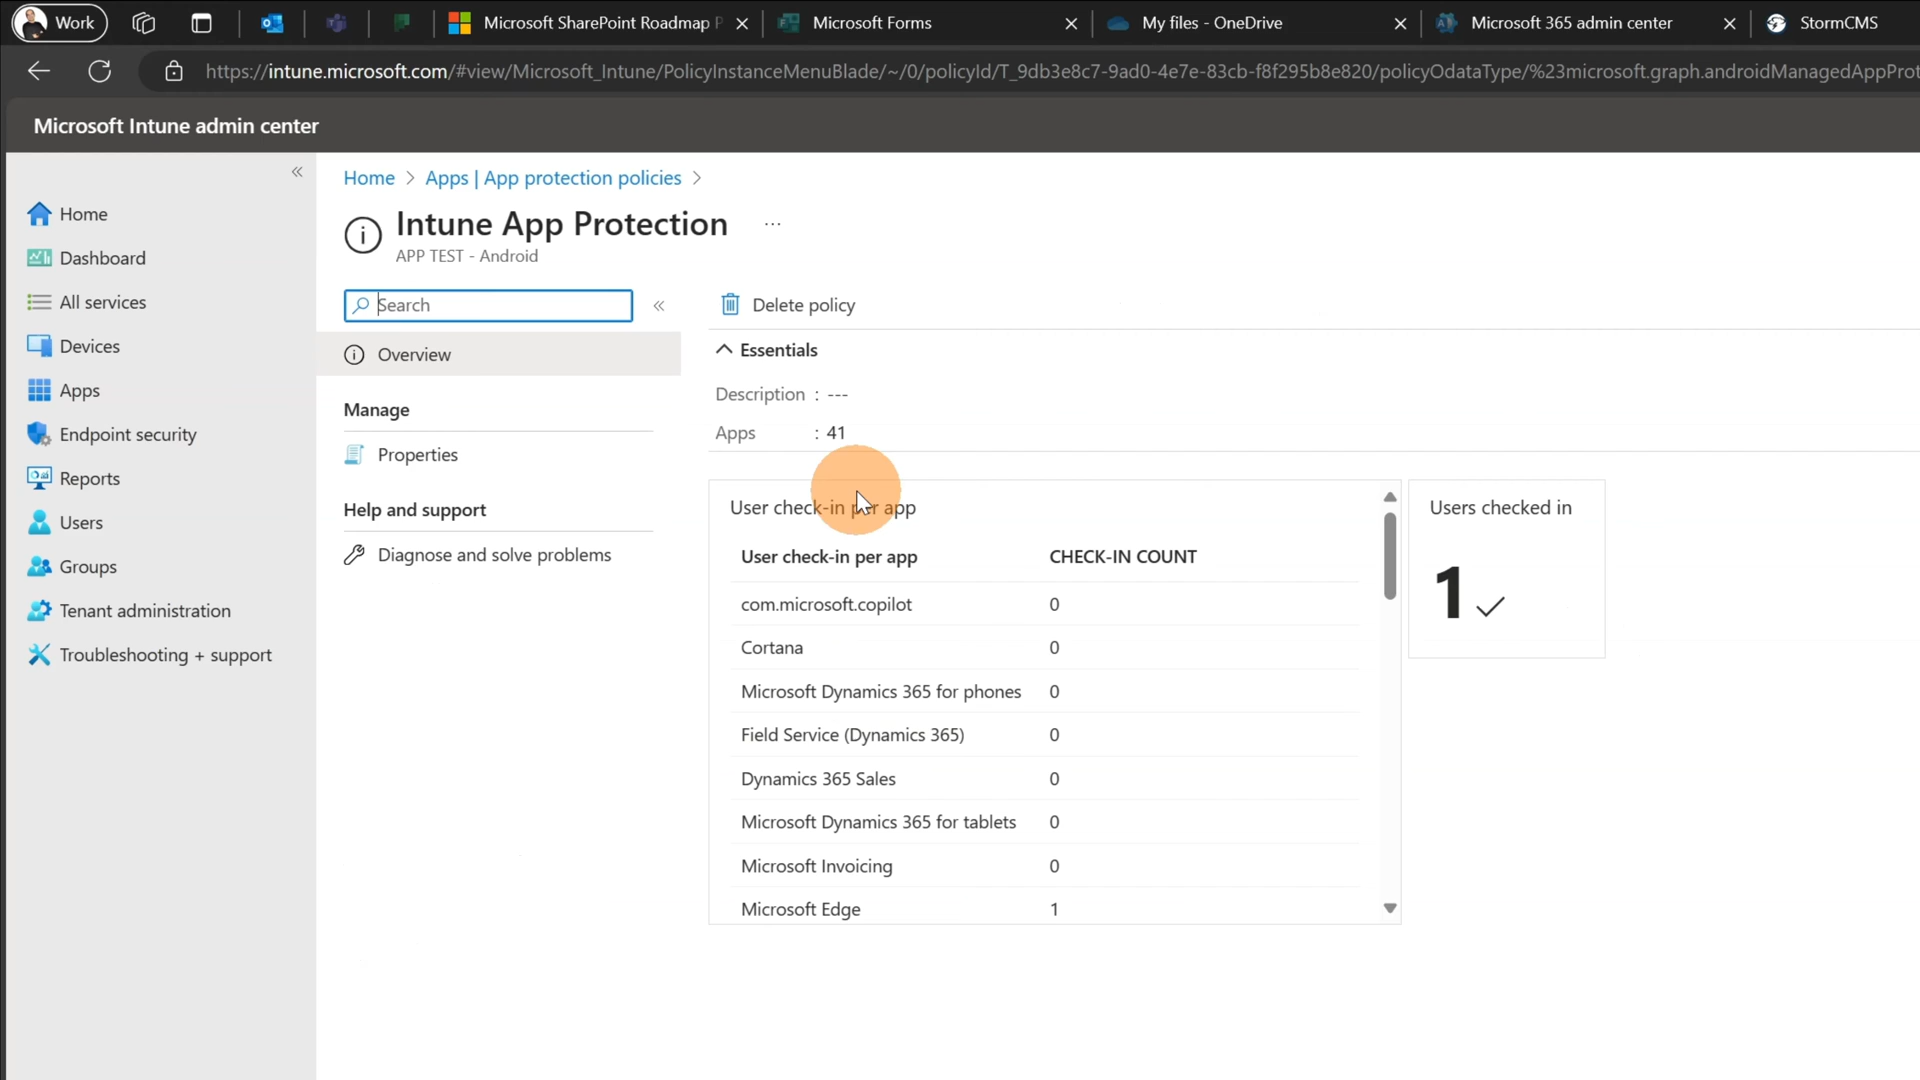 Work
Microsoft SharePoint Roadmap P
Microsoft Forms
My files - OneDrive
Microsoft 365 admin center
StormCMS
https://intune.microsoft.com/#view/Microsoft_Intune/PolicyInstanceMenuBlade/~/0/policyId/T_9db3e8c7-9ad0-4e7e-83cb-f8f295b8e820/policyOdataType/%23microsoft.graph.androidManagedAppProt
Microsoft Intune admin center
Home
Dashboard
All services
Devices
Apps
Endpoint security
Reports
Users
Groups
Tenant administration
Troubleshooting + support
Home > Apps | App protection policies >
Intune App Protection ...
APP TEST - Android
Search
Overview
Manage
Properties
Help and support
Diagnose and solve problems
Delete policy
Essentials
Description : ---
Apps : 41
User check-in per app
User check-in per app CHECK-IN COUNT
com.microsoft.copilot 0
Cortana 0
Microsoft Dynamics 365 for phones 0
Field Service (Dynamics 365) 0
Dynamics 365 Sales 0
Microsoft Dynamics 365 for tablets 0
Microsoft Invoicing 0
Microsoft Edge 1
Users checked in
1